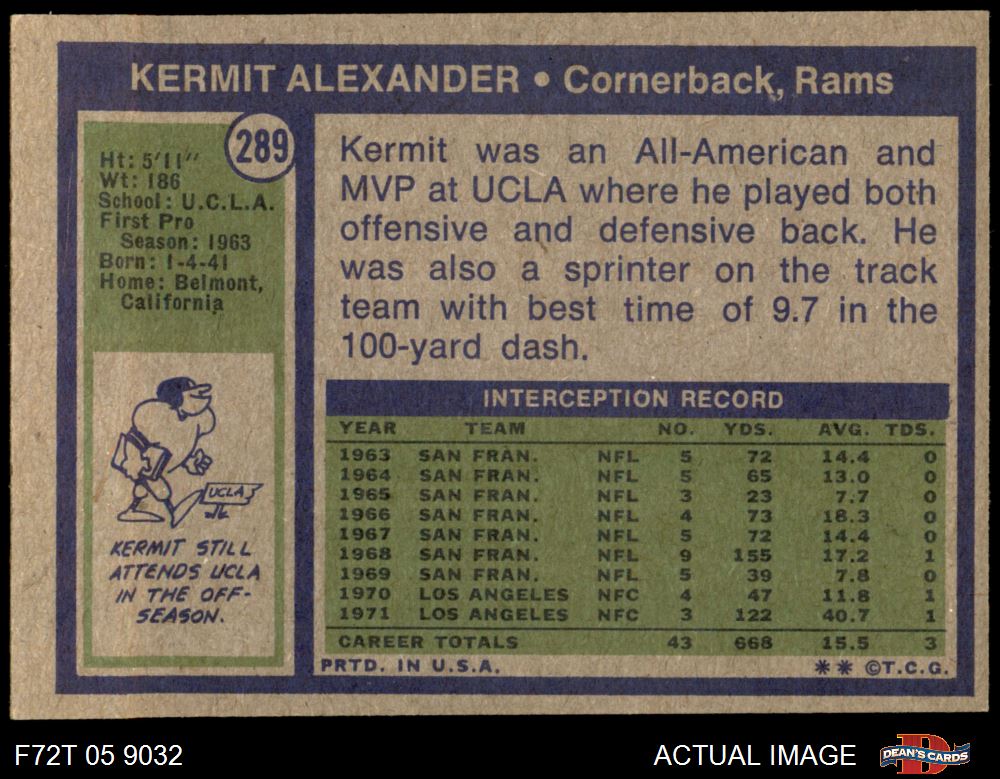 KERMIT ALEXANDER • Cornerback, Rams
289
Ht: 5'11"
Wt: 186
School: U.C.L.A.
First Pro
Season: 1963
Born: 1-4-41
Home: Belmont,
California
UCLA
KERMIT STILL
ATTENDS UCLA
IN THE OFF-
SEASON.
Kermit was an All-American and
MVP at UCLA where he played both
offensive and defensive back. He
was also a sprinter on the track
team with best time of 9.7 in the
100-yard dash.
INTERCEPTION RECORD
YEAR TEAM NO. YDS. AVG. TDS.
1963 SAN FRAN. NFL 5 72 14.4 0
1964 SAN FRAN. NFL 5 65 13.0 0
1965 SAN FRAN. NFL 3 23 7.7 0
1966 SAN FRAN. NFL 4 73 18.3 0
1967 SAN FRAN. NFL 5 72 14.4 0
1968 SAN FRAN. NFL 9 155 17.2 1
1969 SAN FRAN. NFL 5 39 7.8 0
1970 LOS ANGELES NFC 4 47 11.8 1
1971 LOS ANGELES NFC 3 122 40.7 1
CAREER TOTALS 43 668 15.5 3
PRTD. IN U.S.A. ** ©T.C.G.
F72T 05 9032 ACTUAL IMAGE DEAN'S CARDS